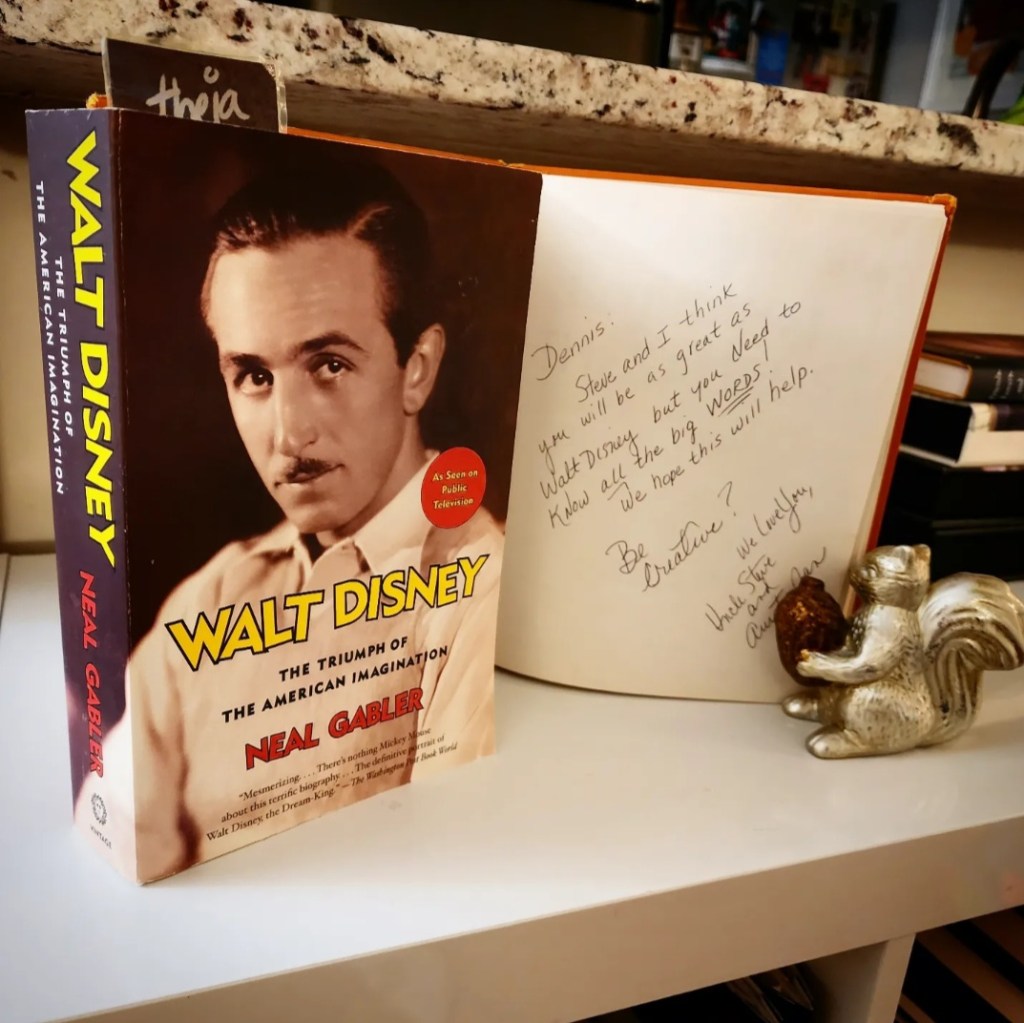 theia
WALT DISNEY
THE TRIUMPH OF
THE AMERICAN IMAGINATION
NEAL GABLER
VINTAGE
As Seen on
Public
Television
WALT DISNEY
THE TRIUMPH OF
THE AMERICAN IMAGINATION
NEAL GABLER
"Mesmerizing. . . . There's nothing Mickey Mouse
about this terrific biography. . . . The definitive portrait of
Walt Disney, the Dream-King." —The Washington Post Book World
Dennis:
Steve and I think
you will be as great as
Walt Disney but you Need to
Know all the big WORDS!
We hope this will help.
Be
Creative?
We Love You,
Uncle Steve
and
Aunt Jan